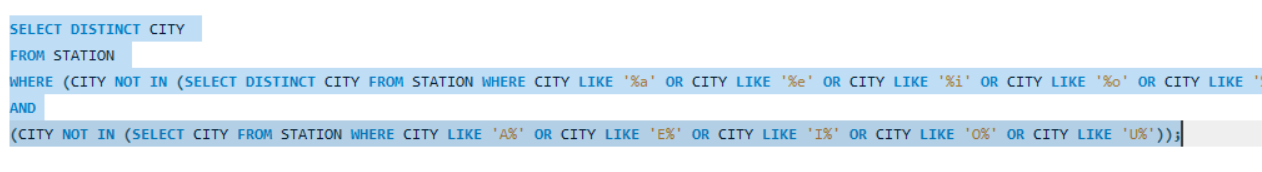 SELECT DISTINCT CITY
FROM STATION
WHERE (CITY NOT IN (SELECT DISTINCT CITY FROM STATION WHERE CITY LIKE '%a' OR CITY LIKE '%e' OR CITY LIKE '%i' OR CITY LIKE '%o' OR CITY LIKE '
AND
(CITY NOT IN (SELECT CITY FROM STATION WHERE CITY LIKE 'A%' OR CITY LIKE 'E%' OR CITY LIKE 'I%' OR CITY LIKE 'O%' OR CITY LIKE 'U%'));